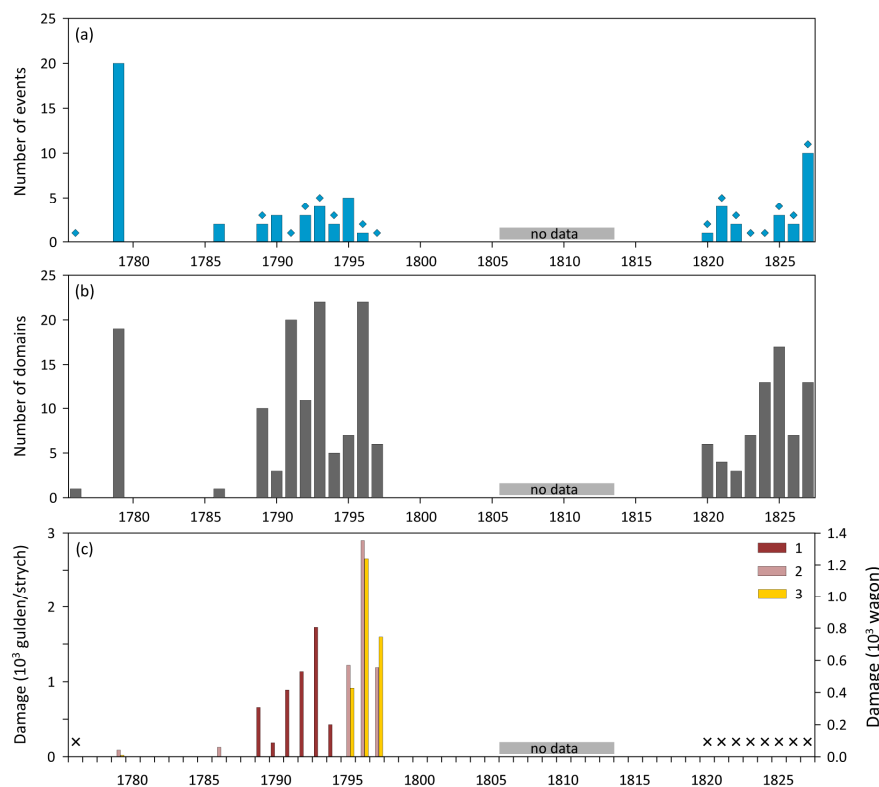 25
(a)
20
15
10
5
0
Number of events
no data
1780 1785 1790 1795 1800 1805 1810 1815 1820 1825
25
(b)
20
15
10
5
0
Number of domains
no data
1780 1785 1790 1795 1800 1805 1810 1815 1820 1825
3
(c)
2
1
0
Damage (10³ gulden/strych)
1
2
3
1.4
1.2
1.0
0.8
0.6
0.4
0.2
0.0
Damage (10³ wagon)
no data
1780 1785 1790 1795 1800 1805 1810 1815 1820 1825